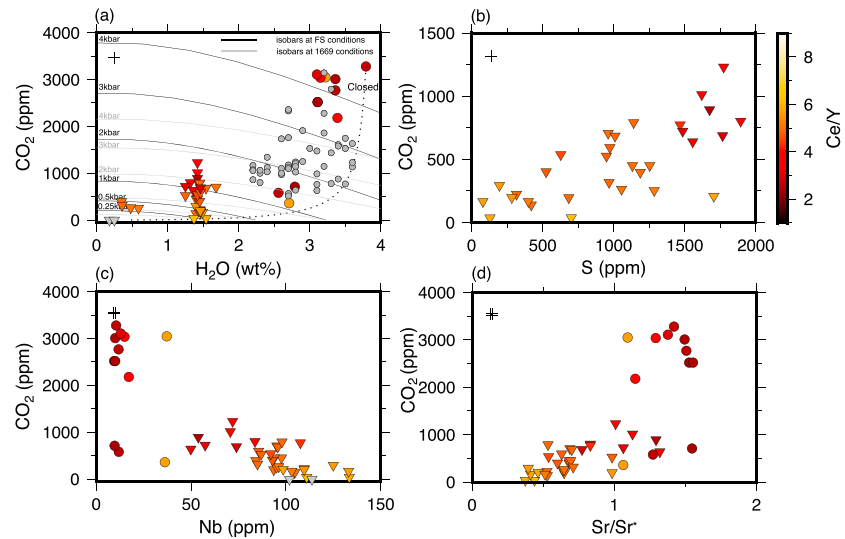 (a)
CO2 (ppm)
4000
3000
2000
1000
0
4kbar
3kbar
4kbar
2kbar
3kbar
2kbar
1kbar
0.5kbar
0.25kbar
isobars at FS conditions
isobars at 1669 conditions
Closed
0 1 2 3 4
H2O (wt%)
(b)
CO2 (ppm)
1500
1000
500
0
0 500 1000 1500 2000
S (ppm)
8
6
4
2
Ce/Y
(c)
CO2 (ppm)
4000
3000
2000
1000
0
0 50 100 150
Nb (ppm)
(d)
CO2 (ppm)
4000
3000
2000
1000
0
0 1 2
Sr/Sr*